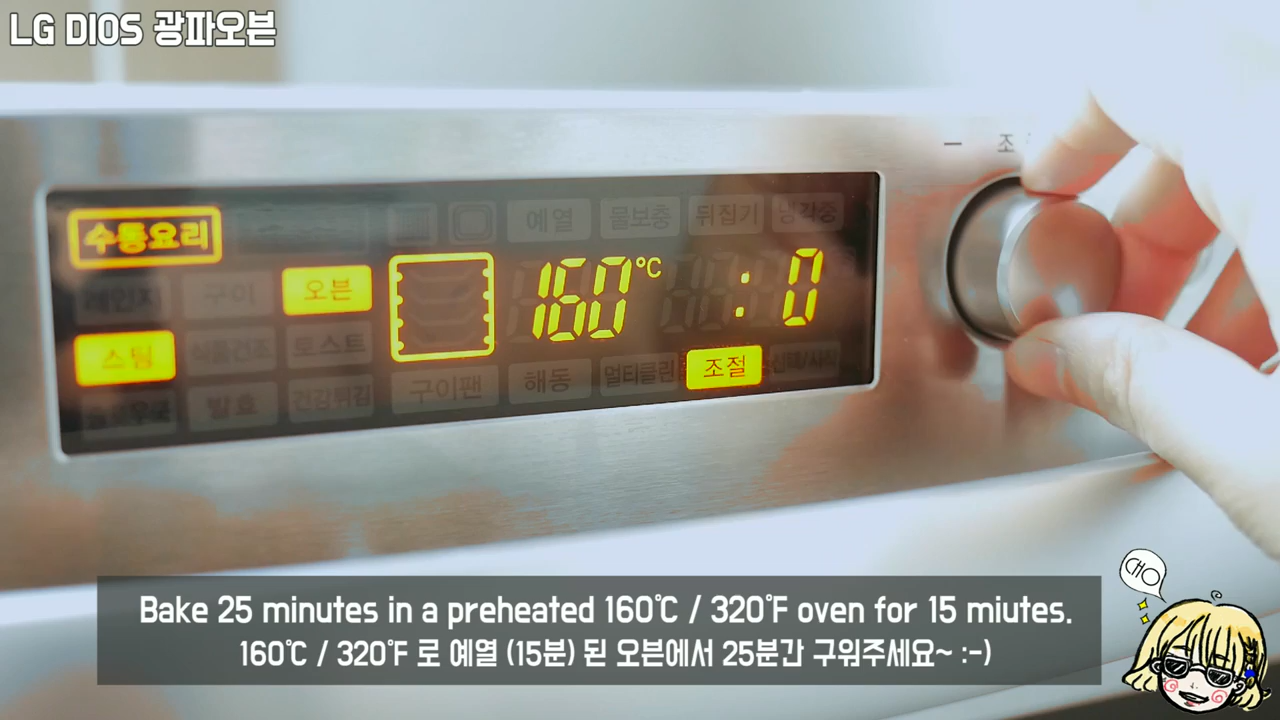 LG DIOS 광파오븐
조
수동요리
예열 물보충 뒤집기 냉각중
레인지 구이 오븐 160℃ : 0
스팀 식품건조 토스트
발효 건강튀김 구이팬 해동 멀티클린 조절
CHO
Bake 25 minutes in a preheated 160℃ / 320℉ oven for 15 miutes.
160℃ / 320℉ 로 예열 (15분) 된 오븐에서 25분간 구워주세요~ :-)